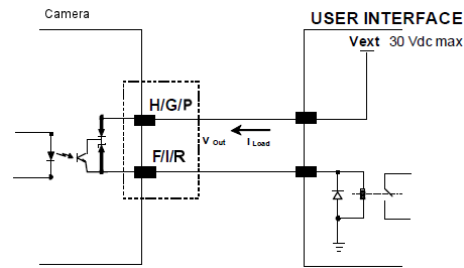 Camera
USER INTERFACE
Vext 30 Vdc max
H/G/P
V Out
I Load
F/I/R